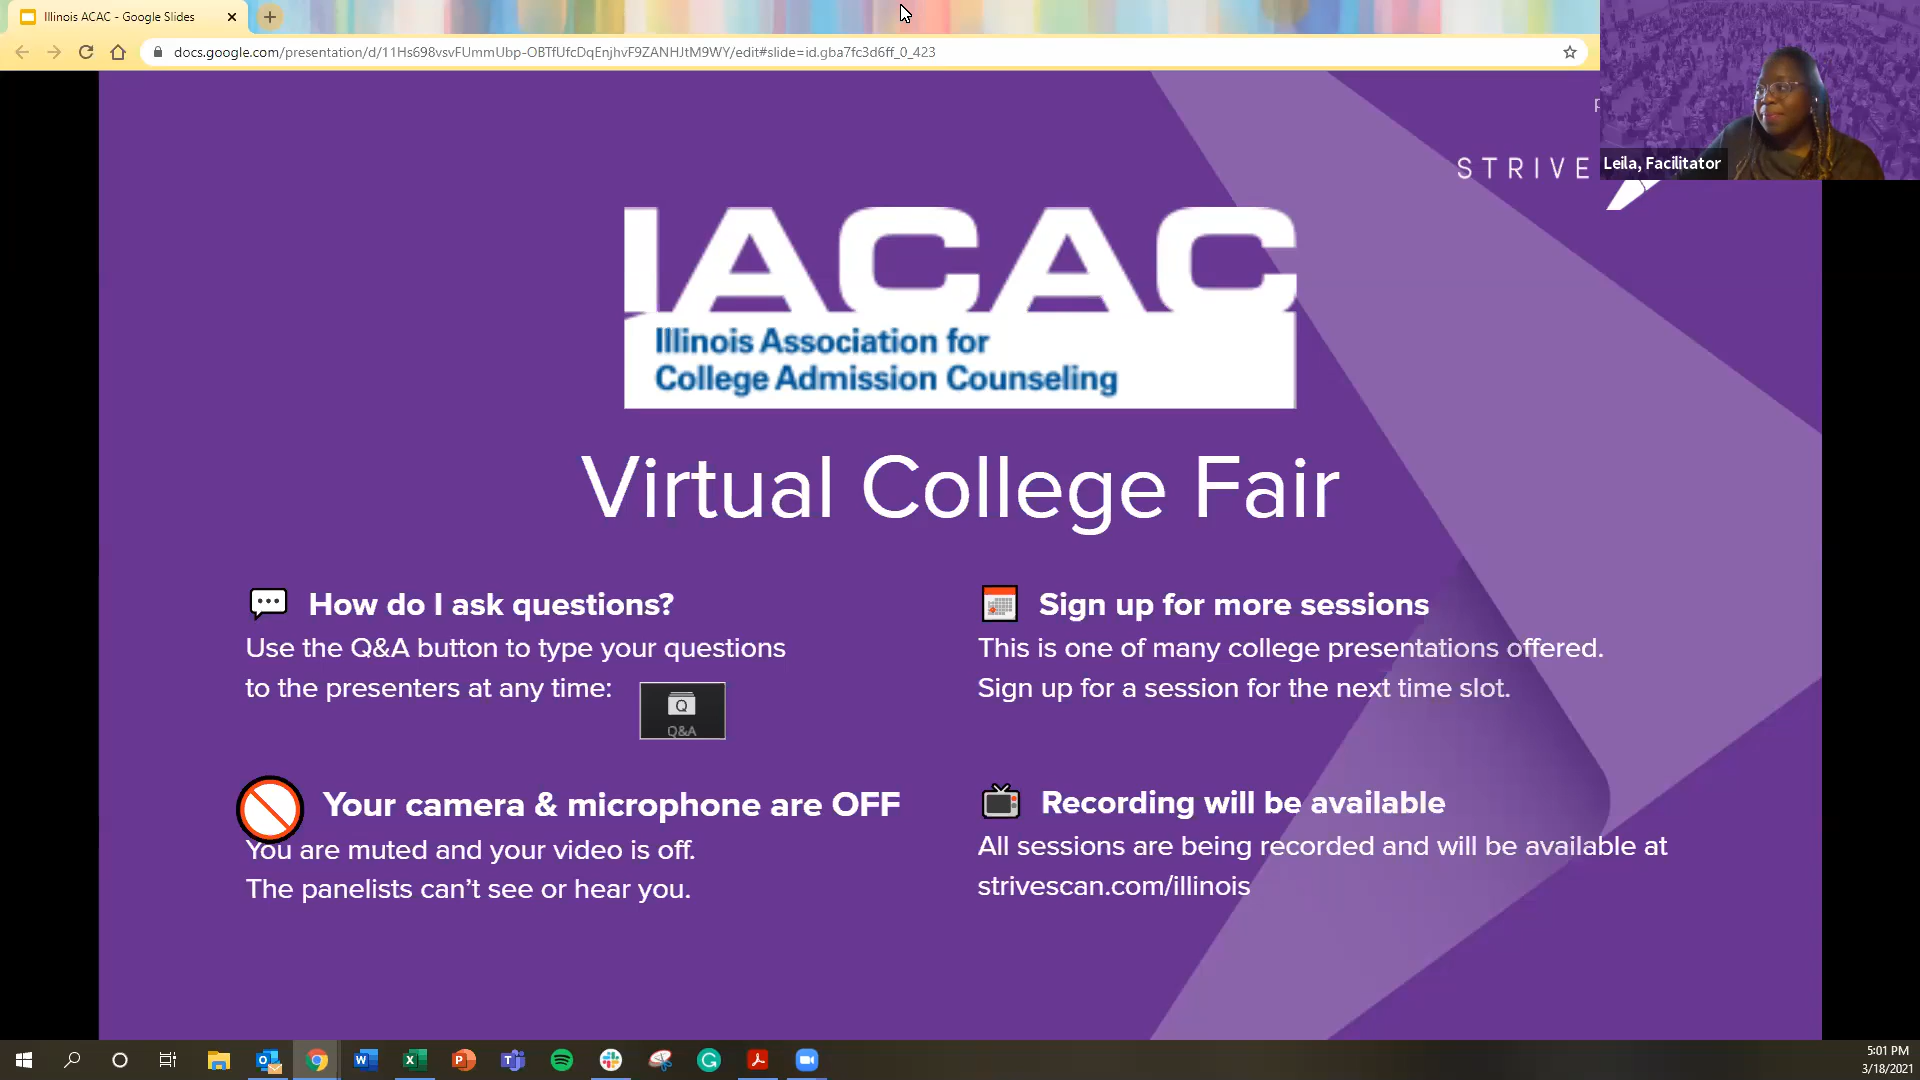 Illinois ACAC - Google Slides
docs.google.com/presentation/d/11Hs698vsvFUmmUbp-OBTfUfcDqEnjhvF9ZANHJtM9WY/edit#slide=id.gba7fc3d6ff_0_423
STRIVE
Leila, Facilitator
IACAC
Illinois Association for
College Admission Counseling
Virtual College Fair
How do I ask questions?
Use the Q&A button to type your questions
to the presenters at any time:
Q
Q&A
Sign up for more sessions
This is one of many college presentations offered.
Sign up for a session for the next time slot.
Your camera & microphone are OFF
You are muted and your video is off.
The panelists can’t see or hear you.
Recording will be available
All sessions are being recorded and will be available at
strivescan.com/illinois
5:01 PM
3/18/2021